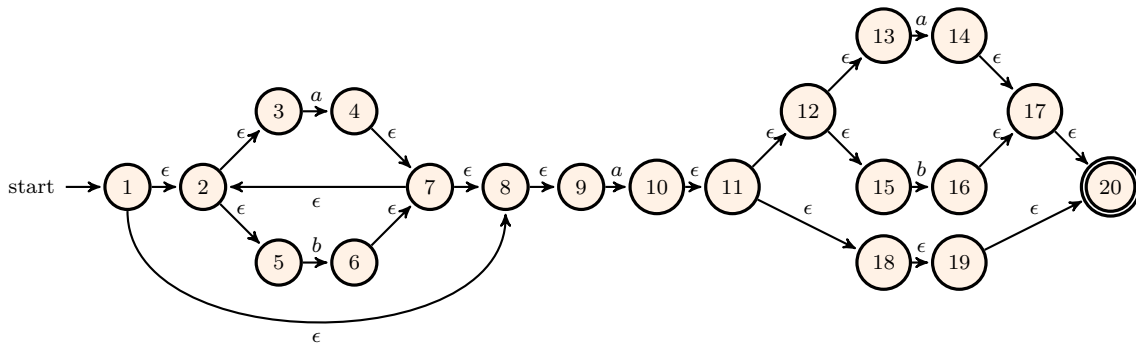 13 a 14
ϵ ϵ
3 a 4 12 17
ϵ ϵ ϵ ϵ ϵ ϵ
start 1 ϵ 2 ϵ 7 ϵ 8 ϵ 9 a 10 ϵ 11 15 b 16 20
ϵ ϵ ϵ ϵ
5 b 6 18 ϵ 19
ϵ